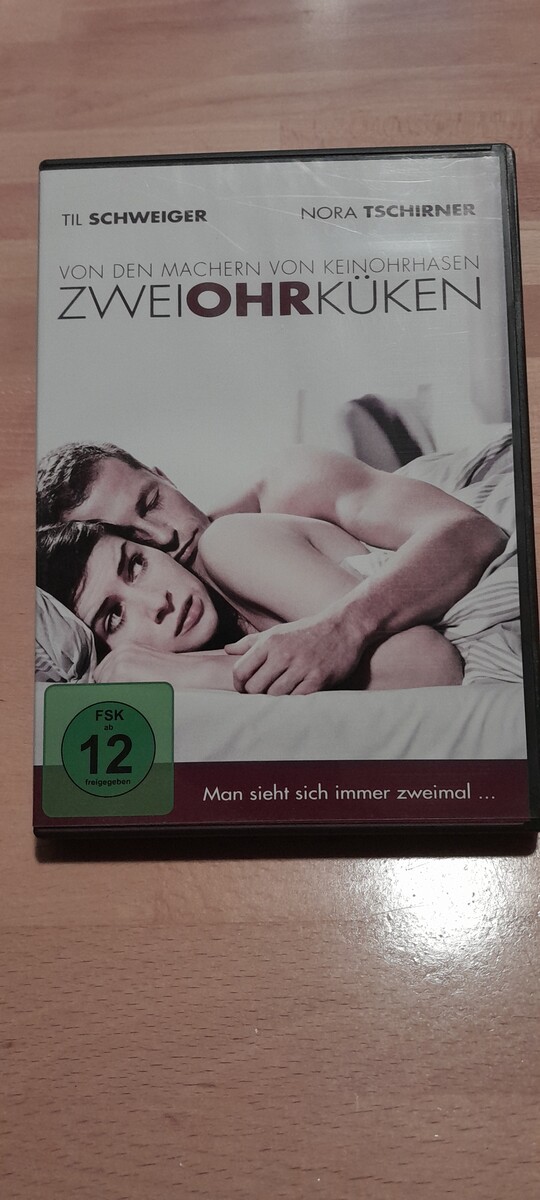 TIL SCHWEIGER
NORA TSCHIRNER
VON DEN MACHERN VON KEINOHRHASEN
ZWEIOHRKÜKEN
FSK
ab
12
freigegeben
Man sieht sich immer zweimal ...